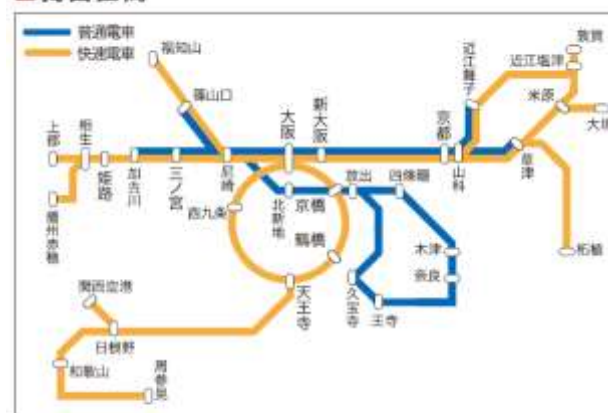 普通電車
快速電車
福知山
篠山口
大阪
新大阪
京都
山科
近江舞子
近江塩津
敦賀
米原
草津
柘植
上郡
相生
姫路
加古川
三ノ宮
尼崎
播州赤穂
西九条
北新地
京橋
鶴橋
放出
四條畷
木津
奈良
久宝寺
王寺
天王寺
関西空港
日根野
和歌山
周参見